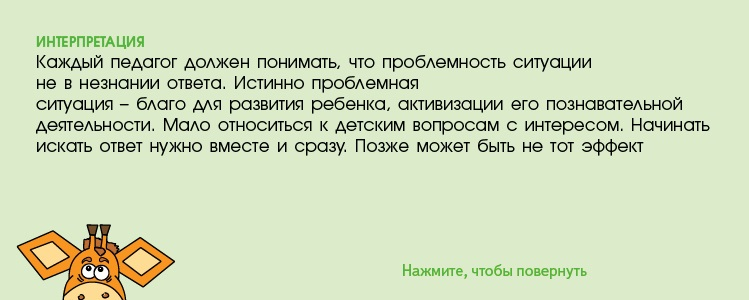 ИНТЕРПРЕТАЦИЯ
Каждый педагог должен понимать, что проблемность ситуации
не в незнании ответа. Истинно проблемная
ситуация – благо для развития ребенка, активизации его познавательной
деятельности. Мало относиться к детским вопросам с интересом. Начинать
искать ответ нужно вместе и сразу. Позже может быть не тот эффект
Нажмите, чтобы повернуть